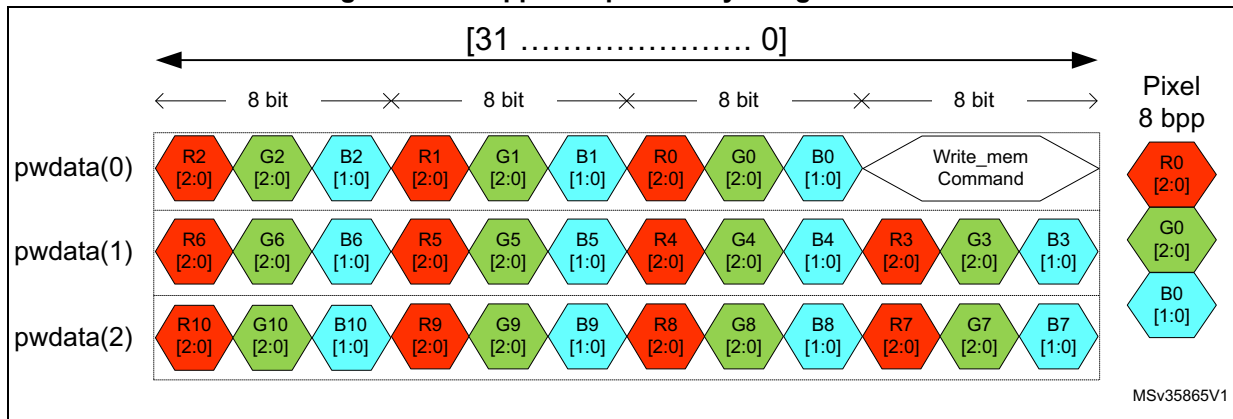 [31 ..................... 0]
8 bit 8 bit 8 bit 8 bit
Pixel
8 bpp
pwdata(0)
R2 G2 B2 R1 G1 B1 R0 G0 B0
[2:0] [2:0] [1:0] [2:0] [2:0] [1:0] [2:0] [2:0] [1:0]
Write_mem
Command
pwdata(1)
R6 G6 B6 R5 G5 B5 R4 G4 B4 R3 G3 B3
[2:0] [2:0] [1:0] [2:0] [2:0] [1:0] [2:0] [2:0] [1:0] [2:0] [2:0] [1:0]
pwdata(2)
R10 G10 B10 R9 G9 B9 R8 G8 B8 R7 G7 B7
[2:0] [2:0] [1:0] [2:0] [2:0] [1:0] [2:0] [2:0] [1:0] [2:0] [2:0] [1:0]
R0
[2:0]
G0
[2:0]
B0
[1:0]
MSv35865V1